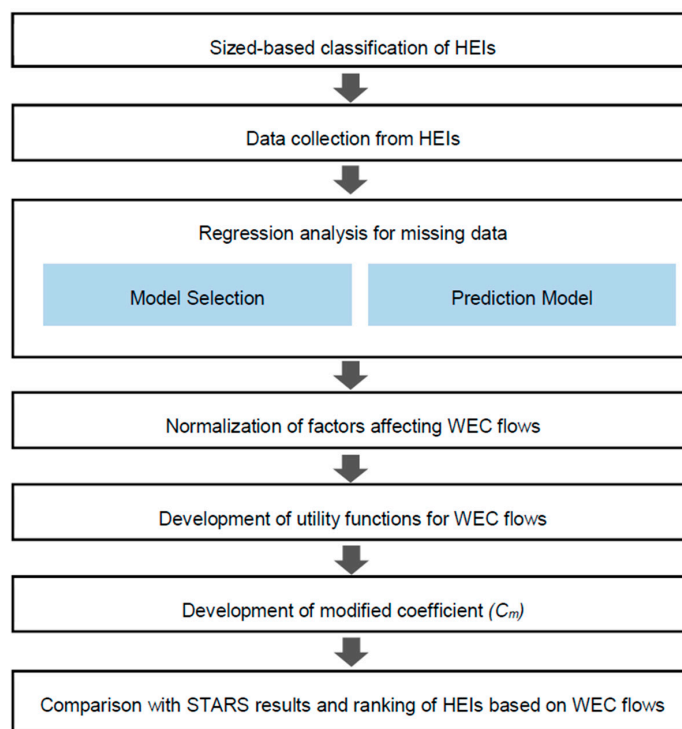 Sized-based classification of HEIs
Data collection from HEIs
Regression analysis for missing data
Model Selection
Prediction Model
Normalization of factors affecting WEC flows
Development of utility functions for WEC flows
Development of modified coefficient (Cm)
Comparison with STARS results and ranking of HEIs based on WEC flows